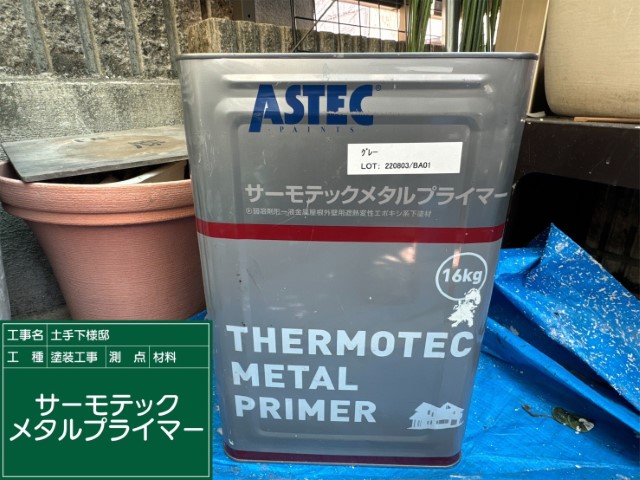 ASTEC
PAINTS
グレー
LOT: 220803/BA01
サーモテックメタルプライマー
16kg
THERMOTEC
METAL
PRIMER
工事名 土手下様邸
工 種 塗装工事 測 点 材料
サーモテック
メタルプライマー